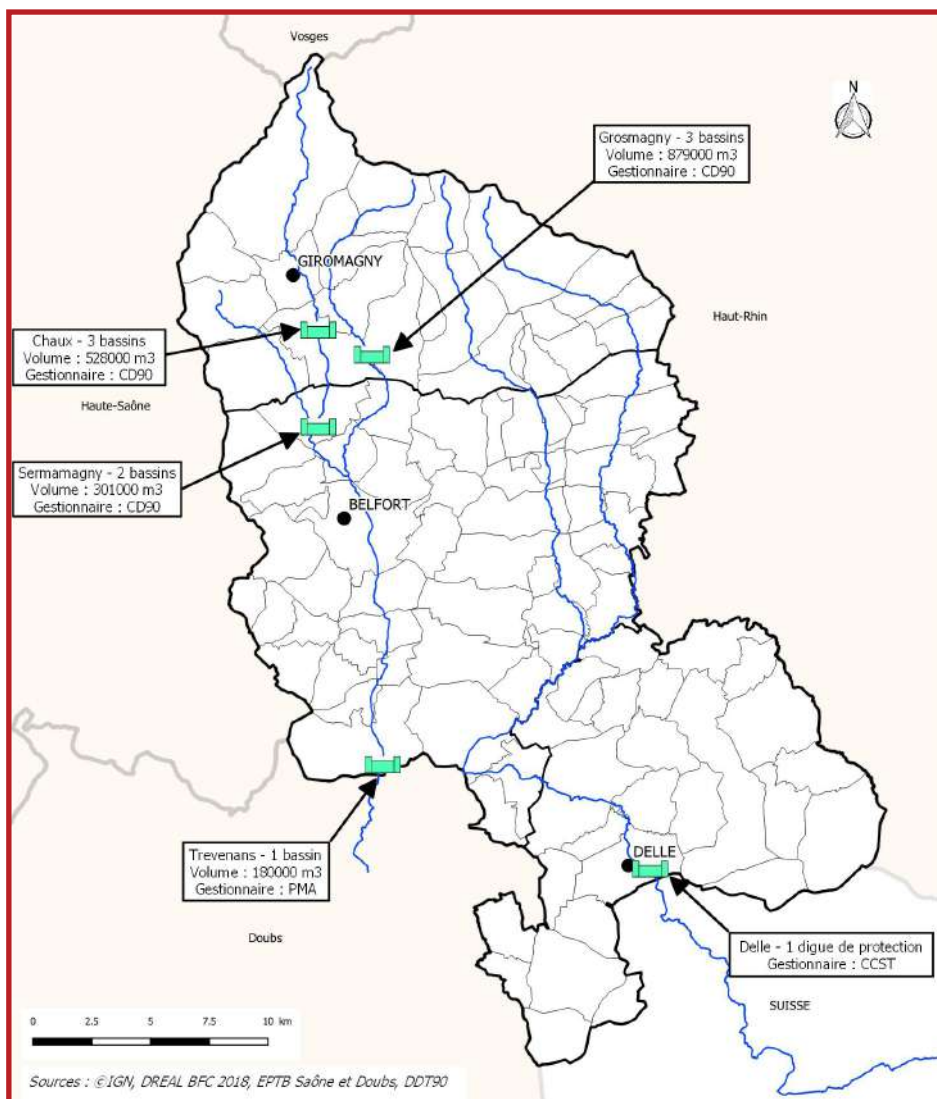 Vosges
N
Grosmagny - 3 bassins
Volume : 879000 m3
Gestionnaire : CD90
GIROMAGNY
Haut-Rhin
Chaux - 3 bassins
Volume : 528000 m3
Gestionnaire : CD90
Haute-Saône
Sermamagny - 2 bassins
Volume : 301000 m3
Gestionnaire : CD90
BELFORT
Trevenans - 1 bassin
Volume : 180000 m3
Gestionnaire : PMA
DELLE
Doubs
Delle - 1 digue de protection
Gestionnaire : CCST
SUISSE
0 2.5 5 7.5 10 km
Sources : ©IGN, DREAL BFC 2018, EPTB Saône et Doubs, DDT90